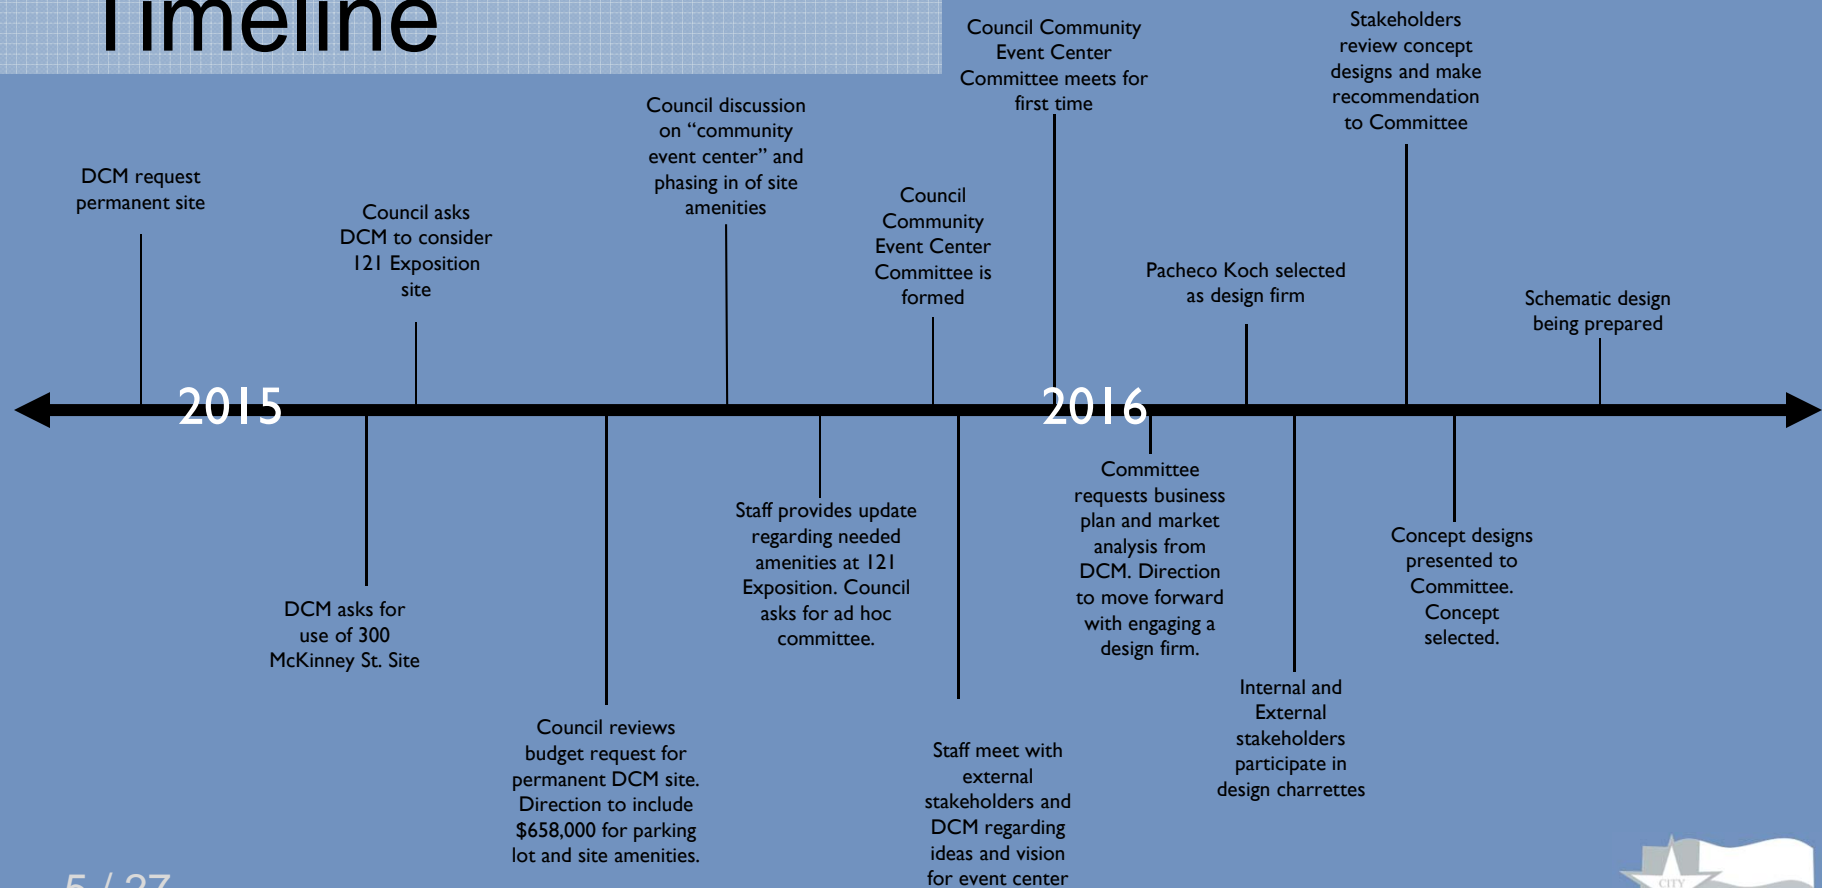 Timeline
DCM request
permanent site
Council asks
DCM to consider
121 Exposition
site
Council discussion
on “community
event center” and
phasing in of site
amenities
Council
Community
Event Center
Committee is
formed
Council Community
Event Center
Committee meets for
first time
Pacheco Koch selected
as design firm
Stakeholders
review concept
designs and make
recommendation
to Committee
Schematic design
being prepared
2015
2016
DCM asks for
use of 300
McKinney St. Site
Council reviews
budget request for
permanent DCM site.
Direction to include
$658,000 for parking
lot and site amenities.
Staff provides update
regarding needed
amenities at 121
Exposition. Council
asks for ad hoc
committee.
Staff meet with
external
stakeholders and
DCM regarding
ideas and vision
for event center
Committee
requests business
plan and market
analysis from
DCM. Direction
to move forward
with engaging a
design firm.
Internal and
External
stakeholders
participate in
design charrettes
Concept designs
presented to
Committee.
Concept
selected.
5 / 27
CITY